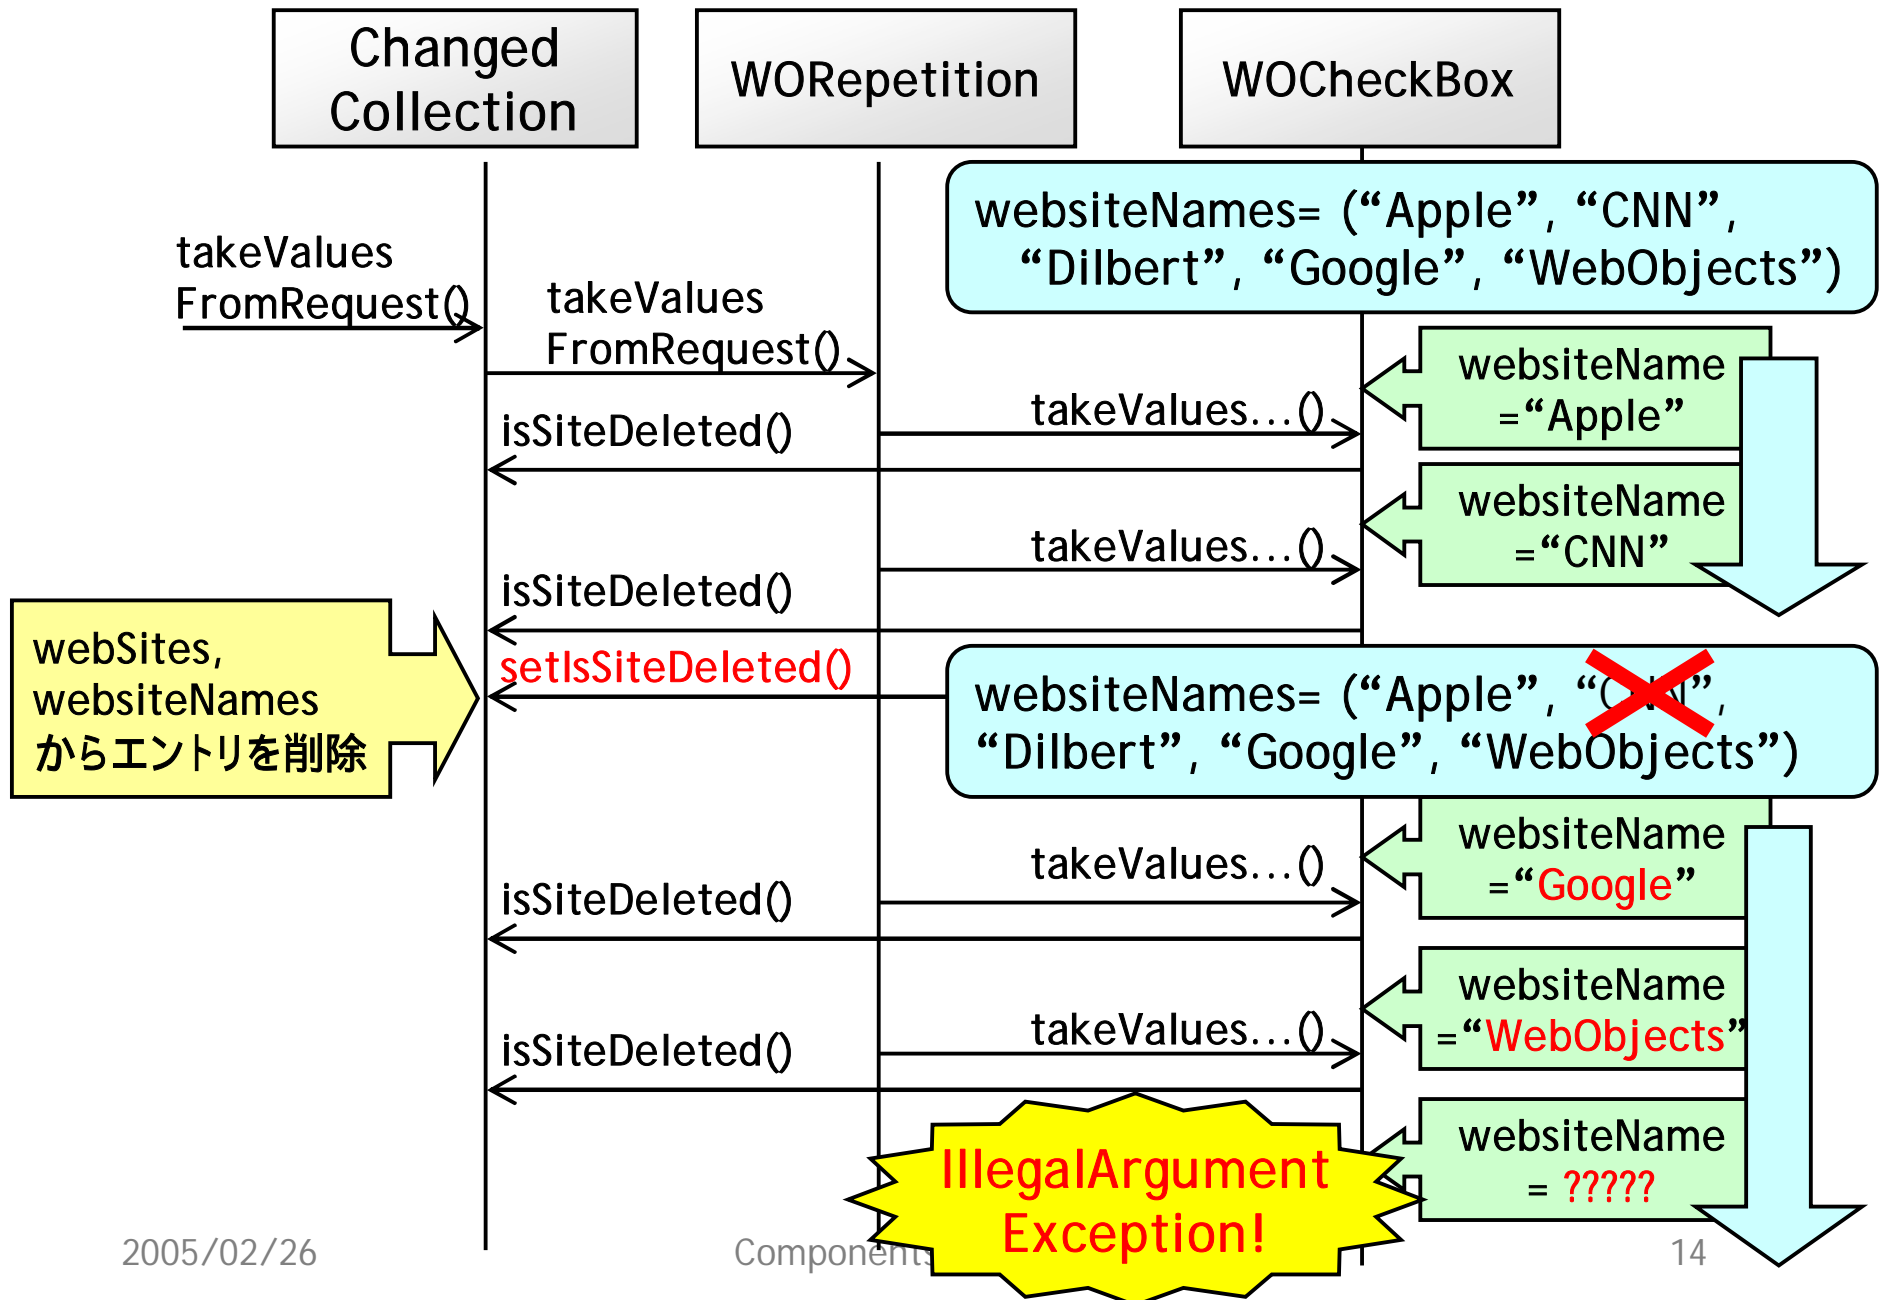 Changed
Collection
WORepetition
WOCheckBox
websiteNames= (“Apple”, “CNN”,
“Dilbert”, “Google”, “WebObjects”)
takeValues
FromRequest()
takeValues
FromRequest()
websiteName
=“Apple”
takeValues...()
isSiteDeleted()
websiteName
=“CNN”
takeValues...()
isSiteDeleted()
webSites,
websiteNames
からエントリを削除
setIsSiteDeleted()
websiteNames= (“Apple”, “CNN”,
“Dilbert”, “Google”, “WebObjects”)
websiteName
=“Google”
takeValues...()
isSiteDeleted()
websiteName
=“WebObjects”
takeValues...()
isSiteDeleted()
websiteName
= ?????
IllegalArgument
Exception!
2005/02/26
Components
14